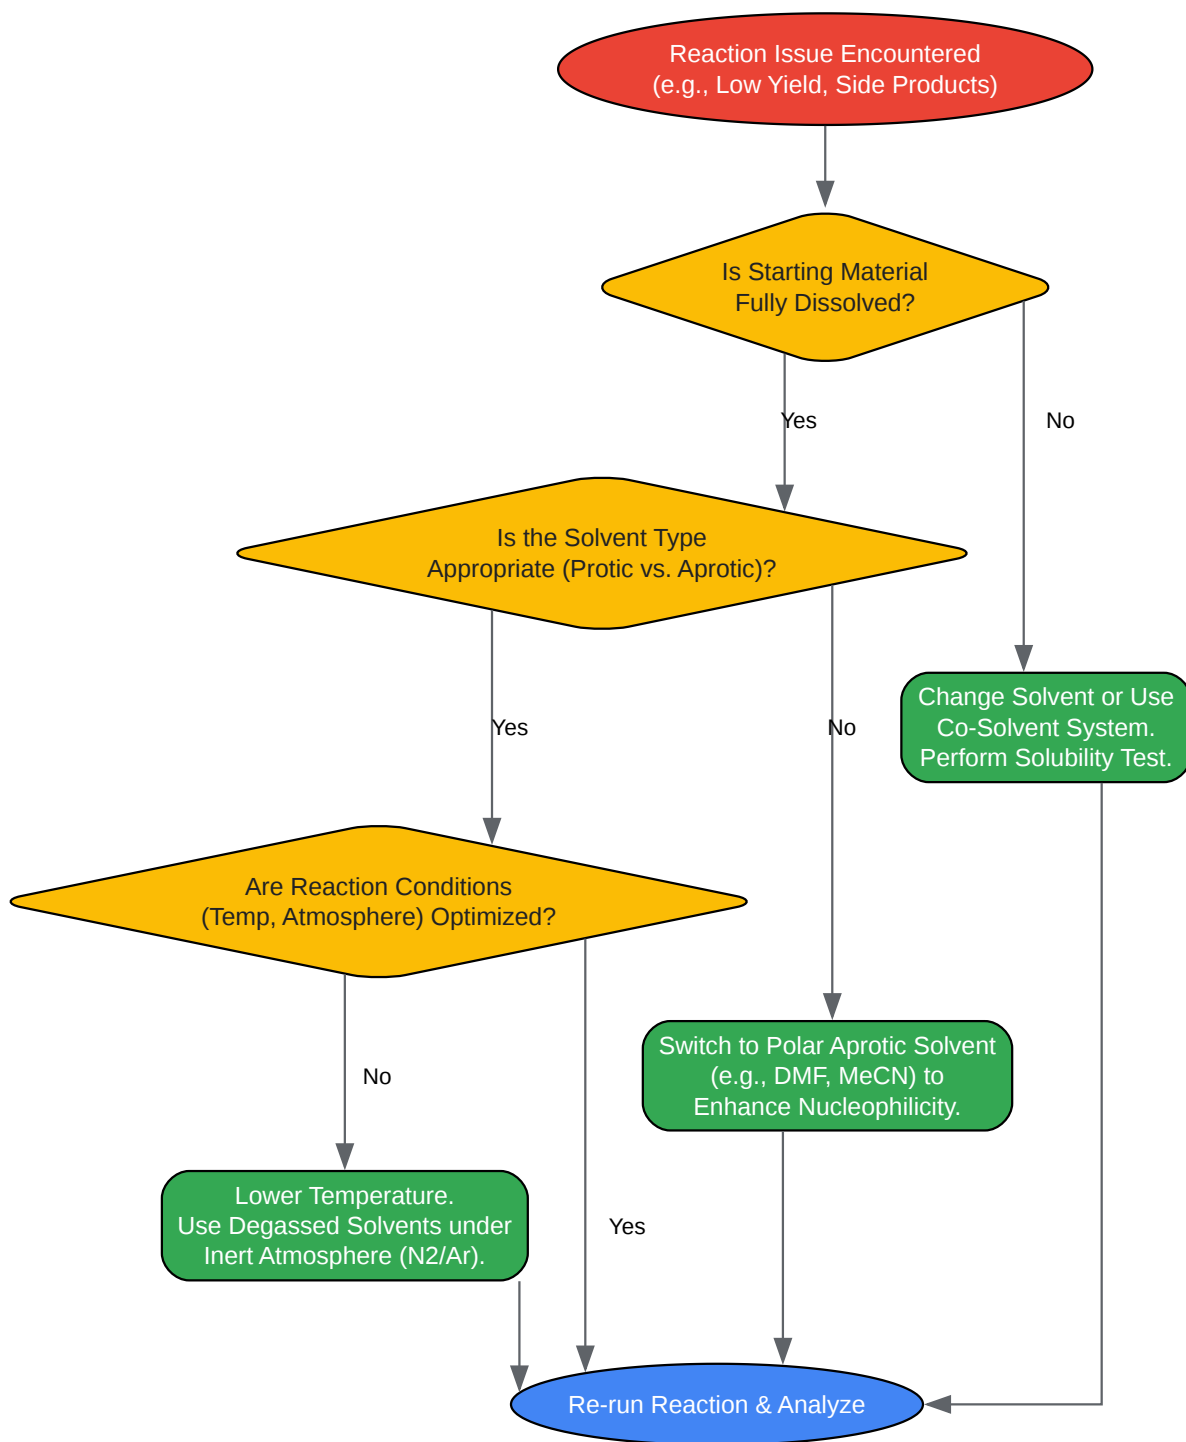 Reaction Issue Encountered
(e.g., Low Yield, Side Products)
Is Starting Material
Fully Dissolved?
Yes
No
Is the Solvent Type
Appropriate (Protic vs. Aprotic)?
Yes
No
Change Solvent or Use
Co-Solvent System.
Perform Solubility Test.
Are Reaction Conditions
(Temp, Atmosphere) Optimized?
No
Switch to Polar Aprotic Solvent
(e.g., DMF, MeCN) to
Enhance Nucleophilicity.
Lower Temperature.
Use Degassed Solvents under
Inert Atmosphere (N2/Ar).
Yes
Re-run Reaction & Analyze